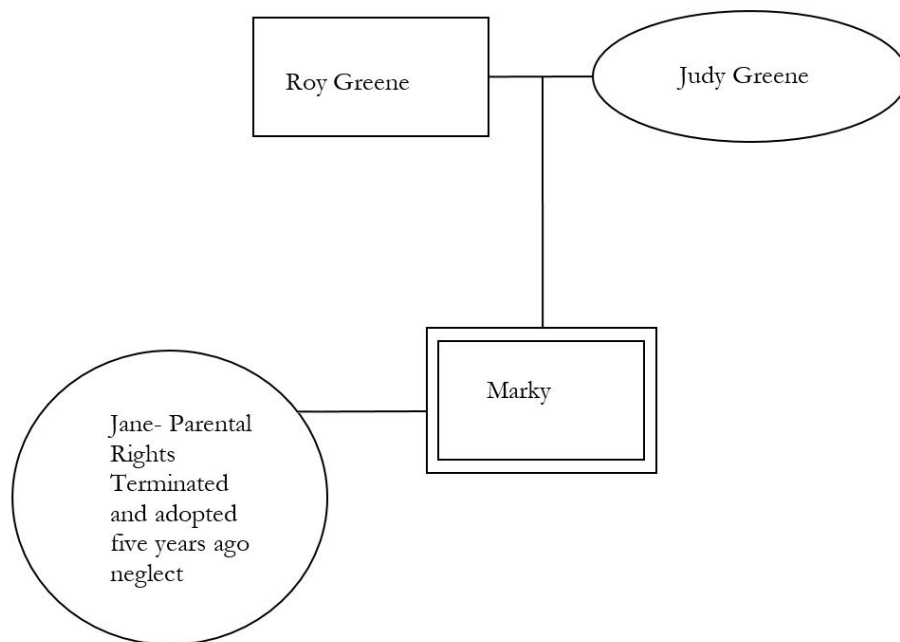 Roy Greene
Judy Greene
Marky
Jane- Parental
Rights
Terminated
and adopted
five years ago
neglect